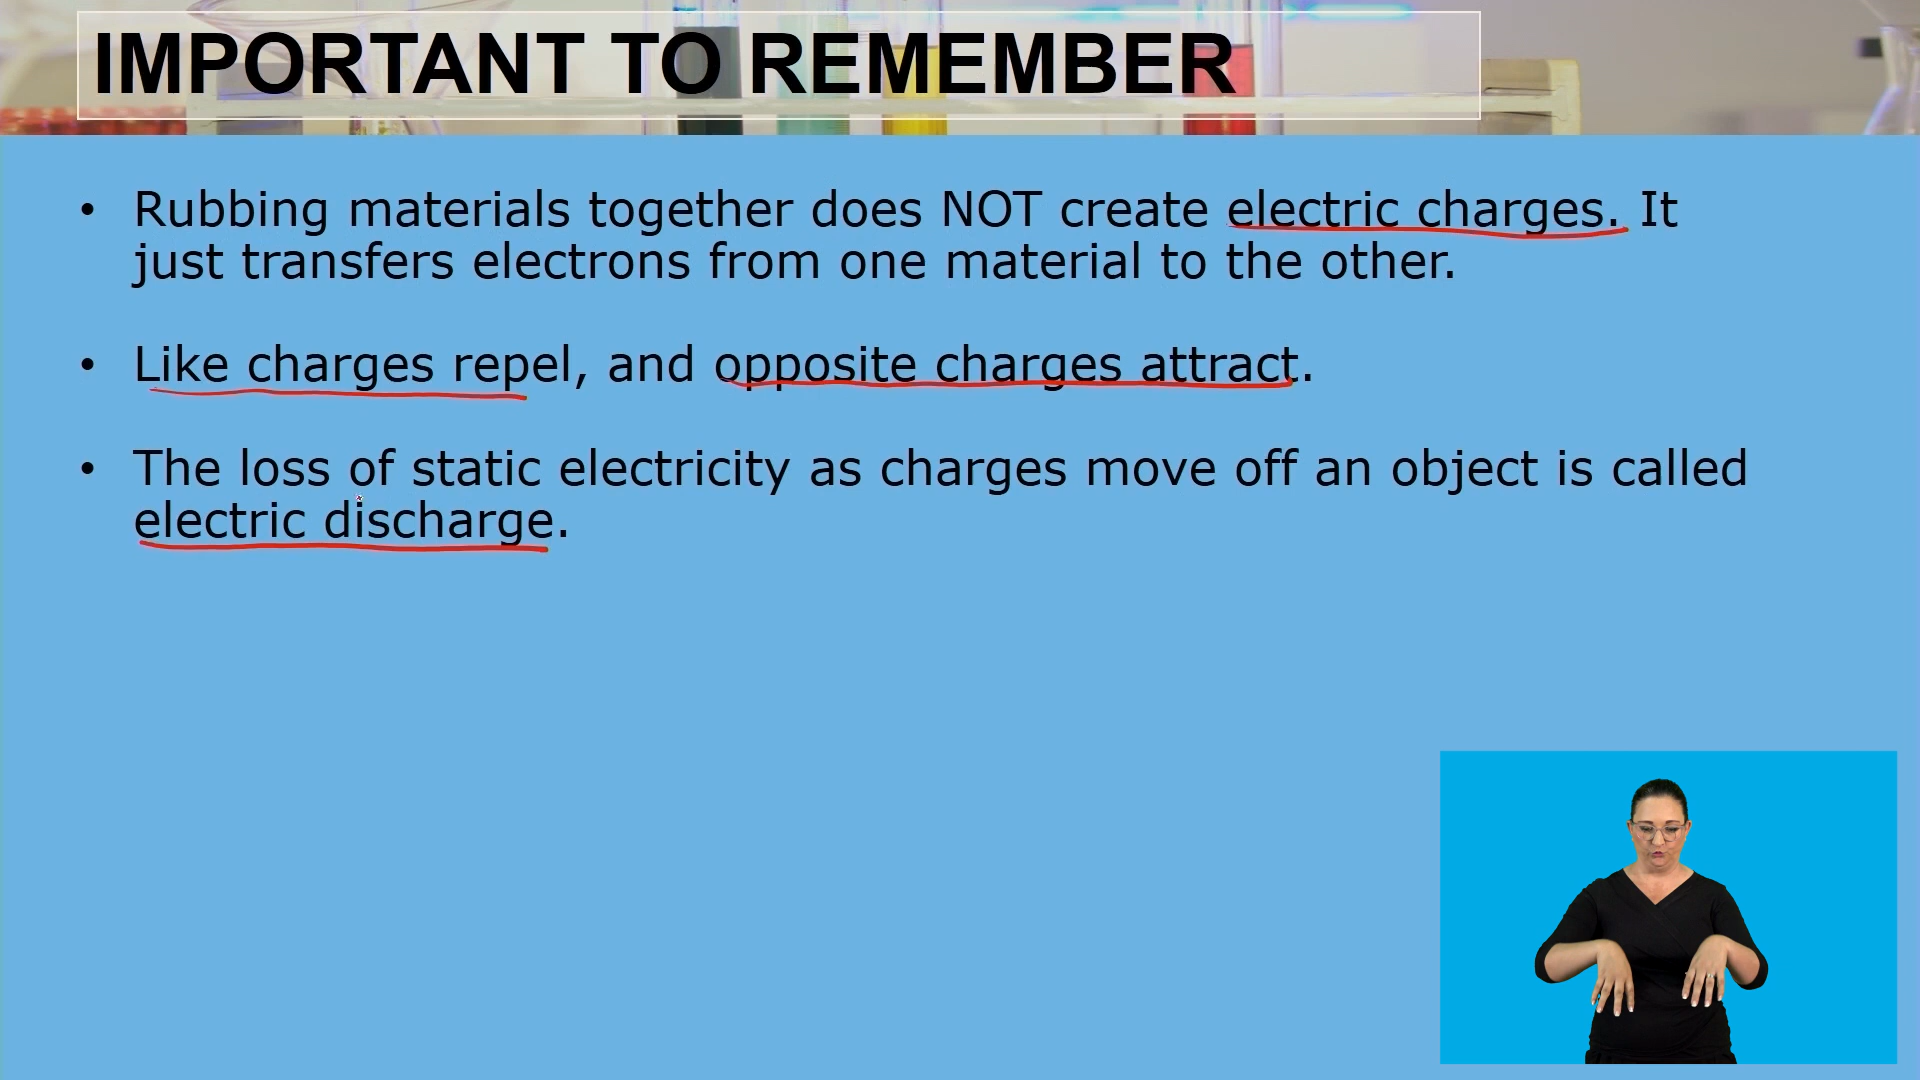 IMPORTANT TO REMEMBER
• Rubbing materials together does NOT create electric charges. It
just transfers electrons from one material to the other.
• Like charges repel, and opposite charges attract.
• The loss of static electricity as charges move off an object is called
electric discharge.